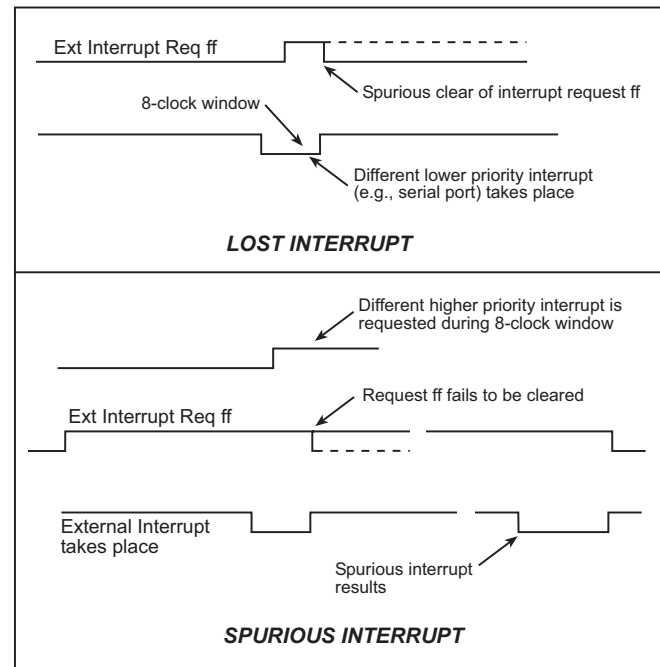 Ext Interrupt Req ff
Spurious clear of interrupt request ff
8-clock window
Different lower priority interrupt
(e.g., serial port) takes place
LOST INTERRUPT
Different higher priority interrupt is
requested during 8-clock window
Ext Interrupt Req ff
Request ff fails to be cleared
External Interrupt
takes place
Spurious interrupt
results
SPURIOUS INTERRUPT